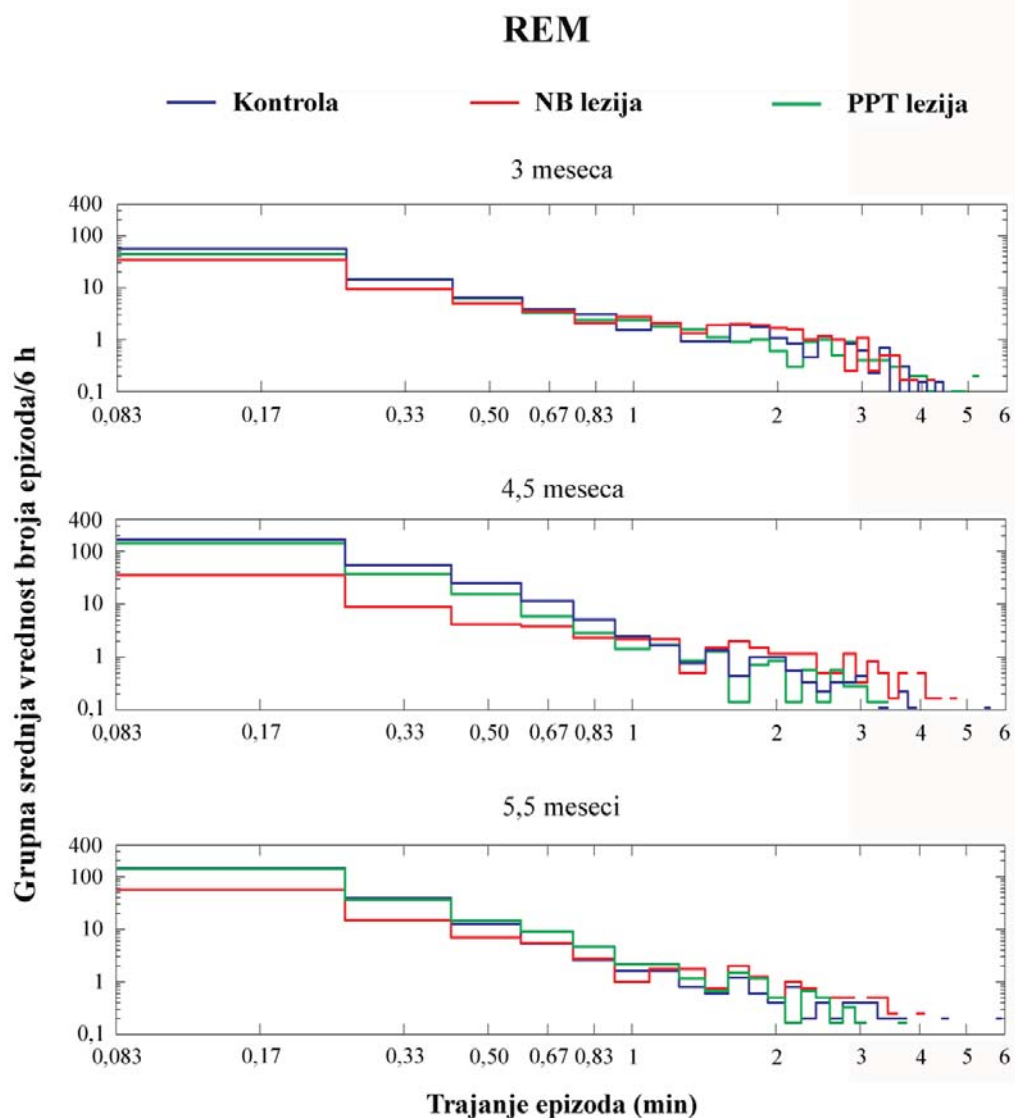 REM
Kontrola NB lezija PPT lezija
3 meseca
400
100
10
1
0,1
0,083 0,17 0,33 0,50 0,67 0,83 1 2 3 4 5 6
4,5 meseca
400
100
10
1
0,1
0,083 0,17 0,33 0,50 0,67 0,83 1 2 3 4 5 6
5,5 meseci
400
100
10
1
0,1
0,083 0,17 0,33 0,50 0,67 0,83 1 2 3 4 5 6
Grupna srednja vrednost broja epizoda/6 h
Trajanje epizoda (min)